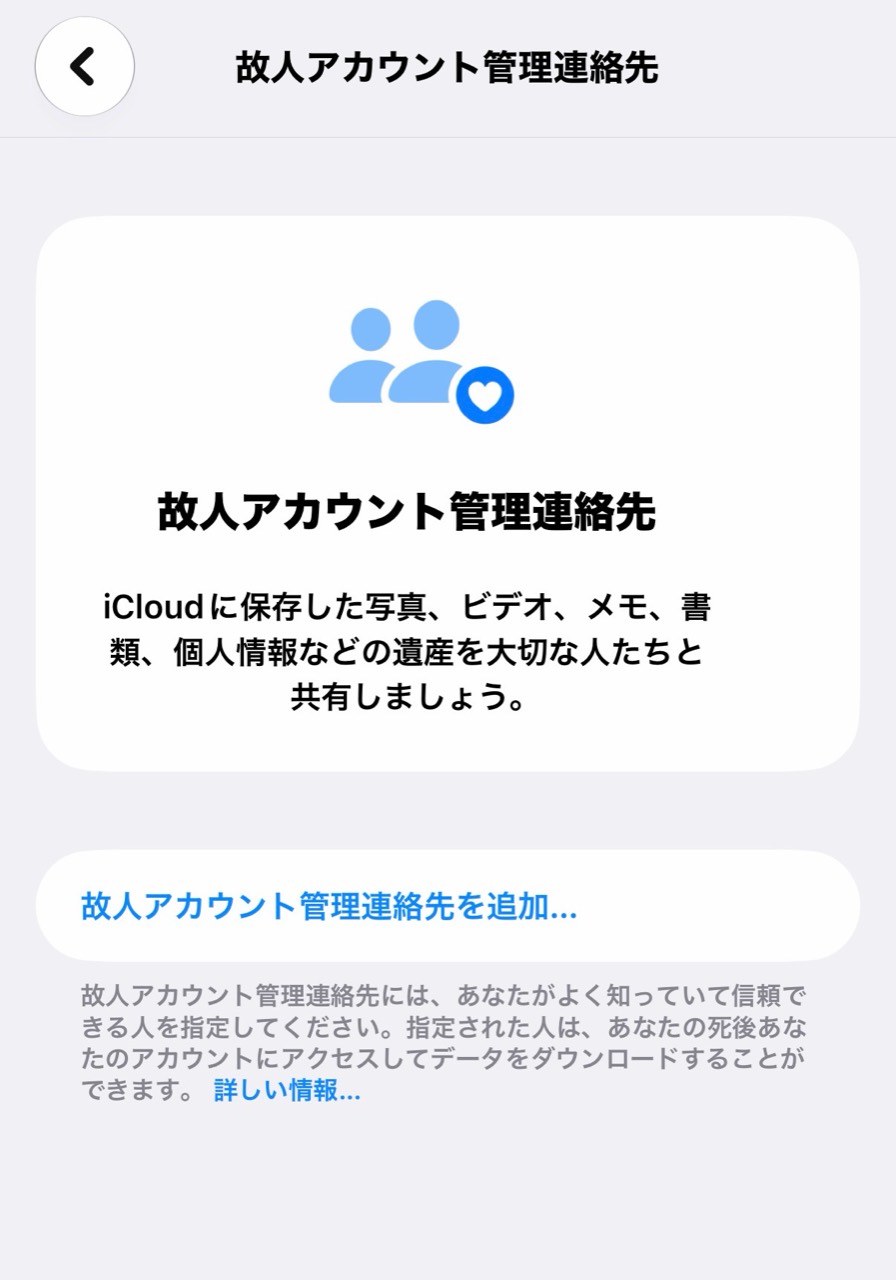 故人アカウント管理連絡先
故人アカウント管理連絡先
iCloudに保存した写真、ビデオ、メモ、書
類、個人情報などの遺産を大切な人たちと
共有しましょう。
故人アカウント管理連絡先を追加...
故人アカウント管理連絡先には、あなたがよく知っていて信頼で
きる人を指定してください。指定された人は、あなたの死後あな
たのアカウントにアクセスしてデータをダウンロードすることが
できます。 詳しい情報...